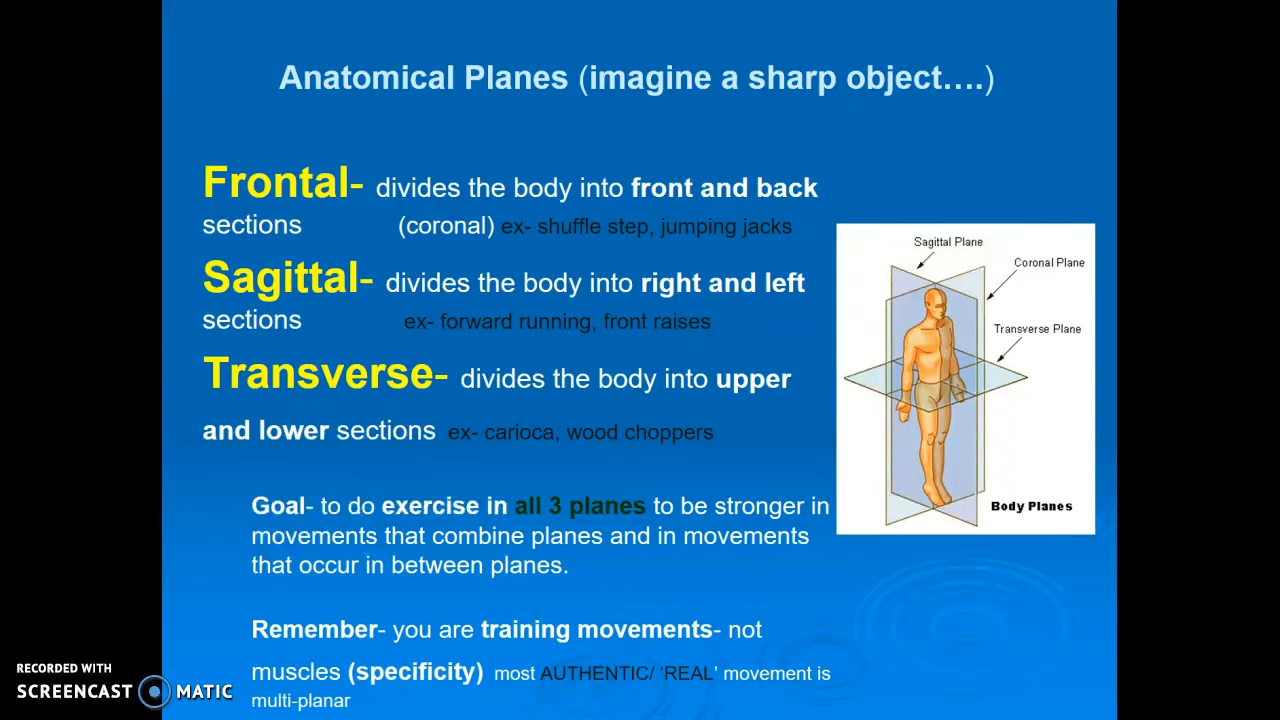 Anatomical Planes (imagine a sharp object....)
Frontal- divides the body into front and back
sections (coronal) ex- shuffle step, jumping jacks
Sagittal- divides the body into right and left
sections ex- forward running, front raises
Transverse- divides the body into upper
and lower sections ex- carioca, wood choppers
Sagittal Plane
Coronal Plane
Transverse Plane
Body Planes
Goal- to do exercise in all 3 planes to be stronger in
movements that combine planes and in movements
that occur in between planes.
Remember- you are training movements- not
muscles (specificity) most AUTHENTIC/ ‘REAL’ movement is
multi-planar
RECORDED WITH
SCREENCAST MATIC